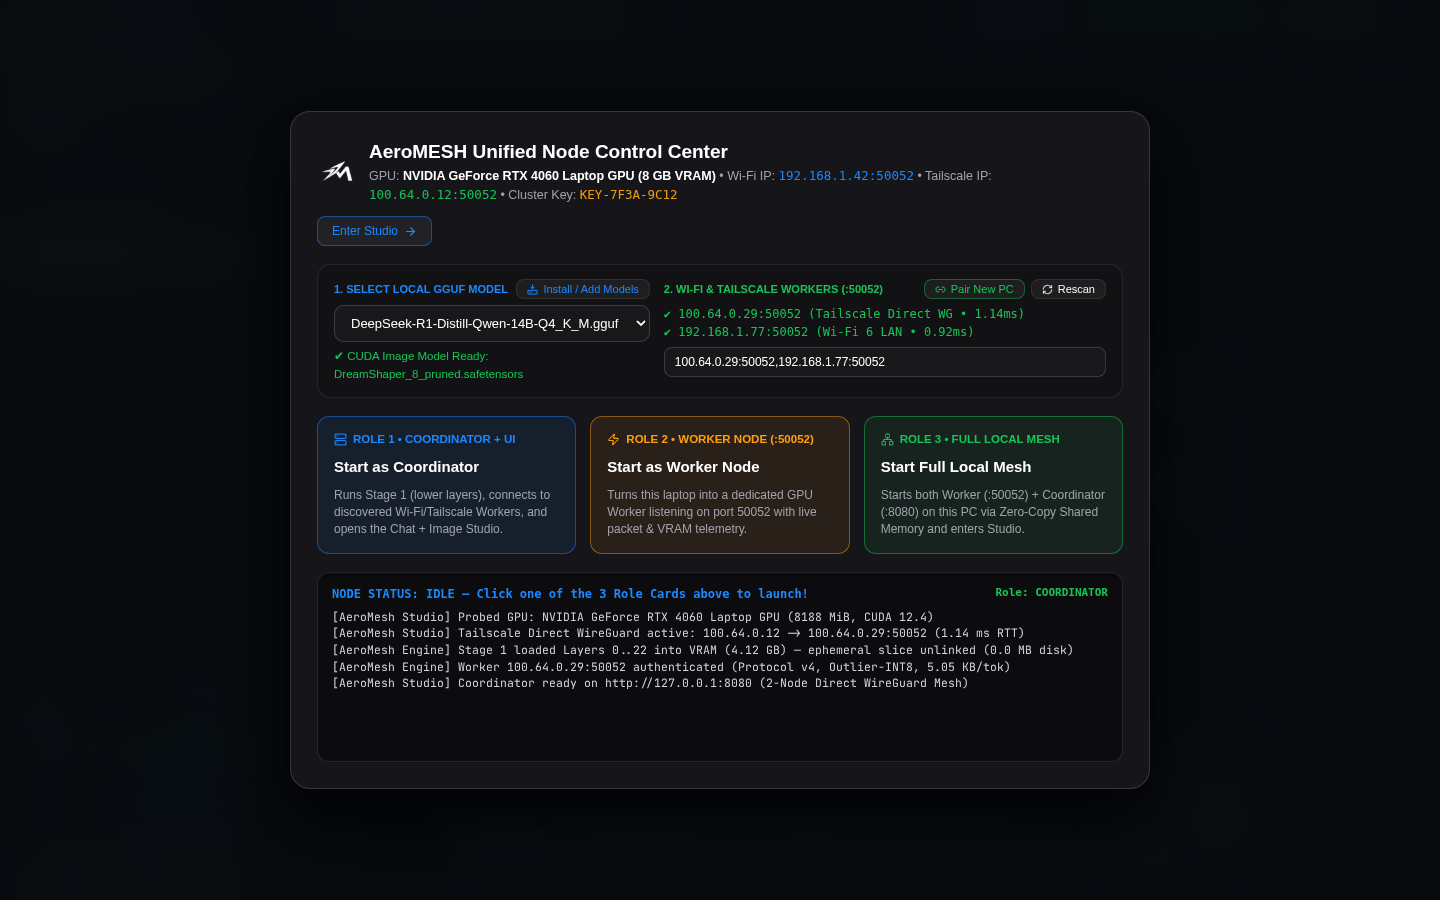 AeroMESH Unified Node Control Center
GPU: NVIDIA GeForce RTX 4060 Laptop GPU (8 GB VRAM) • Wi-Fi IP: 192.168.1.42:50052 • Tailscale IP:
100.64.0.12:50052 • Cluster Key: KEY-7F3A-9C12
Enter Studio →
1. SELECT LOCAL GGUF MODEL
Install / Add Models
DeepSeek-R1-Distill-Qwen-14B-Q4_K_M.gguf
✔ CUDA Image Model Ready:
DreamShaper_8_pruned.safetensors
2. WI-FI & TAILSCALE WORKERS (:50052)
Pair New PC
Rescan
✔ 100.64.0.29:50052 (Tailscale Direct WG • 1.14ms)
✔ 192.168.1.77:50052 (Wi-Fi 6 LAN • 0.92ms)
100.64.0.29:50052,192.168.1.77:50052
ROLE 1 • COORDINATOR + UI
Start as Coordinator
Runs Stage 1 (lower layers), connects to
discovered Wi-Fi/Tailscale Workers, and
opens the Chat + Image Studio.
ROLE 2 • WORKER NODE (:50052)
Start as Worker Node
Turns this laptop into a dedicated GPU
Worker listening on port 50052 with live
packet & VRAM telemetry.
ROLE 3 • FULL LOCAL MESH
Start Full Local Mesh
Starts both Worker (:50052) + Coordinator
(:8080) on this PC via Zero-Copy Shared
Memory and enters Studio.
NODE STATUS: IDLE — Click one of the 3 Role Cards above to launch!
Role: COORDINATOR
[AeroMesh Studio] Probed GPU: NVIDIA GeForce RTX 4060 Laptop GPU (8188 MiB, CUDA 12.4)
[AeroMesh Studio] Tailscale Direct WireGuard active: 100.64.0.12 -> 100.64.0.29:50052 (1.14 ms RTT)
[AeroMesh Engine] Stage 1 loaded Layers 0..22 into VRAM (4.12 GB) — ephemeral slice unlinked (0.0 MB disk)
[AeroMesh Engine] Worker 100.64.0.29:50052 authenticated (Protocol v4, Outlier-INT8, 5.05 KB/tok)
[AeroMesh Studio] Coordinator ready on http://127.0.0.1:8080 (2-Node Direct WireGuard Mesh)